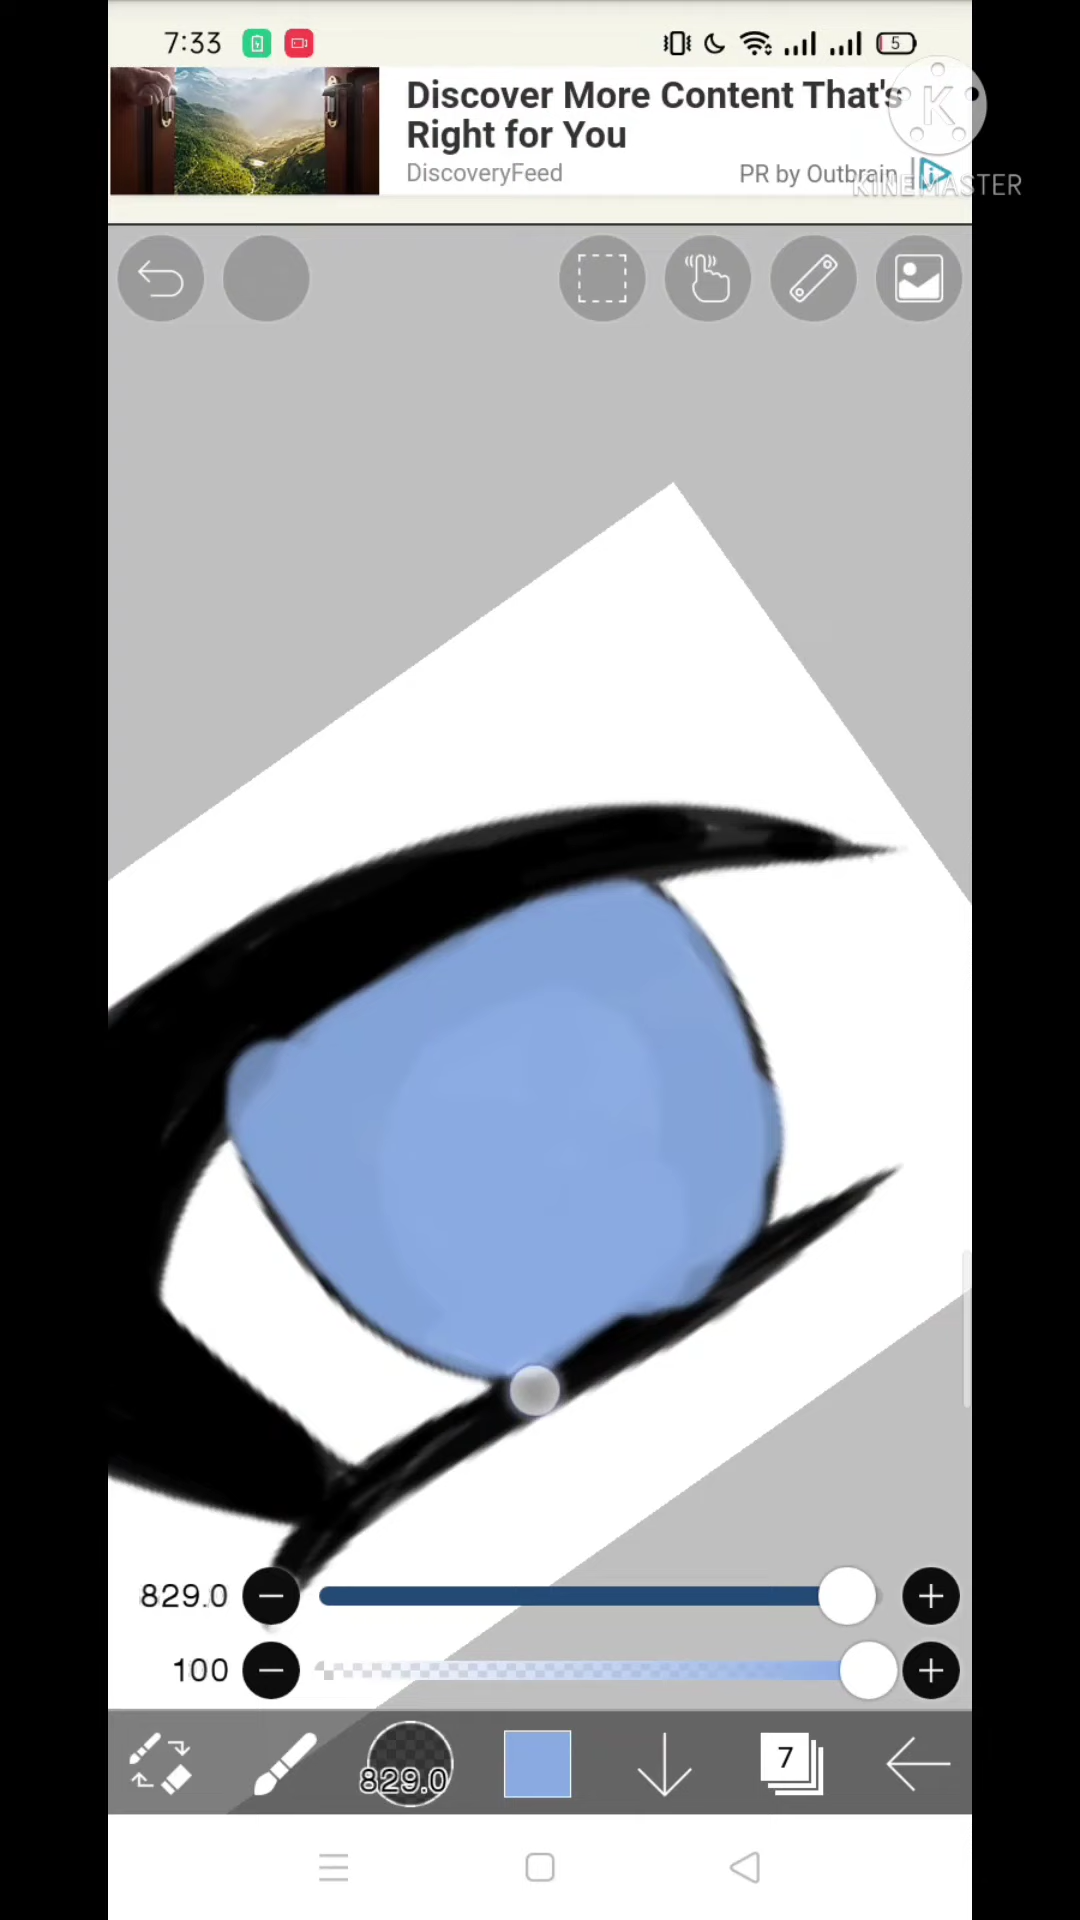 7:33
5
Discover More Content That's
Right for You
DiscoveryFeed
PR by Outbrain
K
KINEMASTER
829.0
100
829.0
7